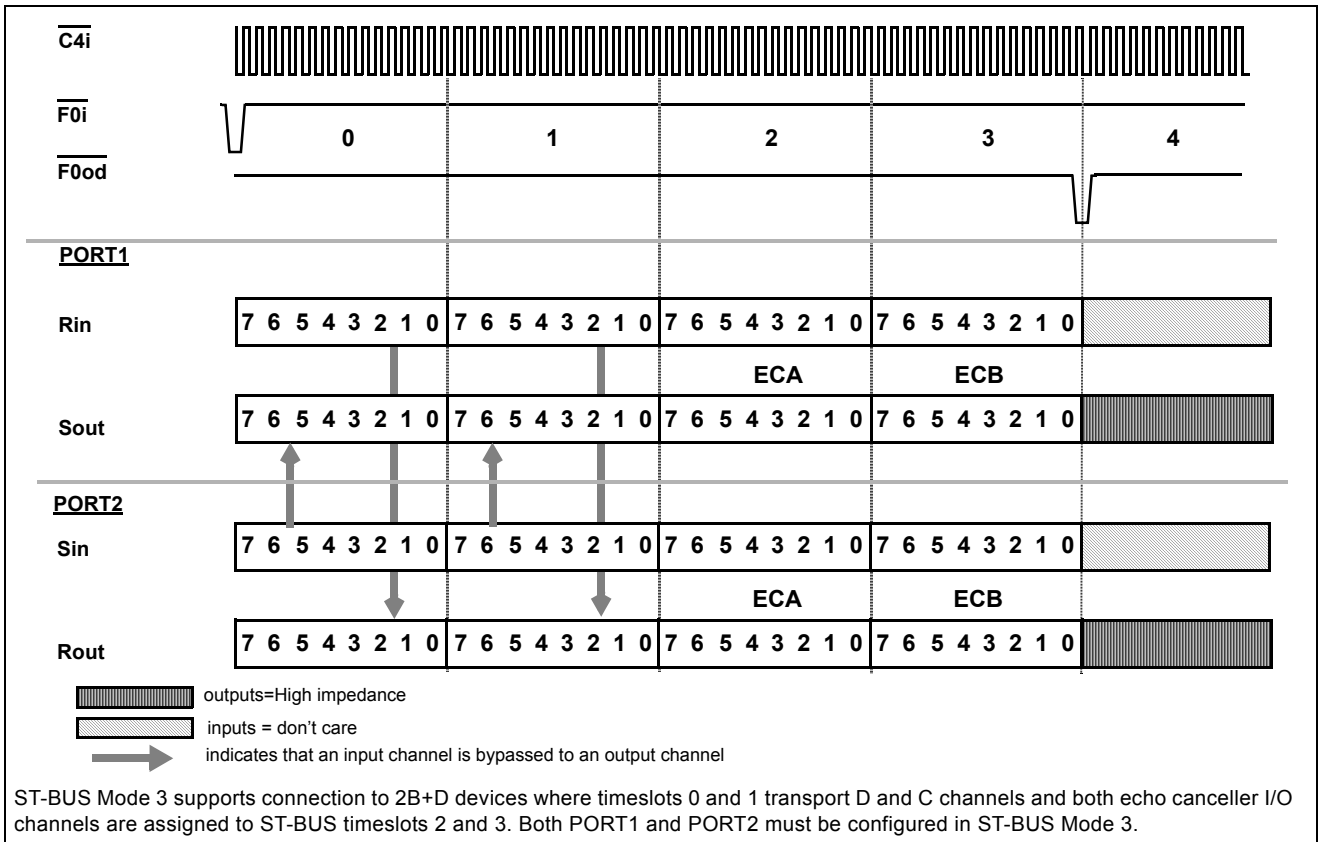 C4i
F0i
0 1 2 3 4
F0od
PORT1
Rin
7 6 5 4 3 2 1 0 7 6 5 4 3 2 1 0 7 6 5 4 3 2 1 0 7 6 5 4 3 2 1 0
ECA ECB
Sout
7 6 5 4 3 2 1 0 7 6 5 4 3 2 1 0 7 6 5 4 3 2 1 0 7 6 5 4 3 2 1 0
PORT2
Sin
7 6 5 4 3 2 1 0 7 6 5 4 3 2 1 0 7 6 5 4 3 2 1 0 7 6 5 4 3 2 1 0
ECA ECB
Rout
7 6 5 4 3 2 1 0 7 6 5 4 3 2 1 0 7 6 5 4 3 2 1 0 7 6 5 4 3 2 1 0
outputs=High impedance
inputs = don't care
indicates that an input channel is bypassed to an output channel
ST-BUS Mode 3 supports connection to 2B+D devices where timeslots 0 and 1 transport D and C channels and both echo canceller I/O
channels are assigned to ST-BUS timeslots 2 and 3. Both PORT1 and PORT2 must be configured in ST-BUS Mode 3.